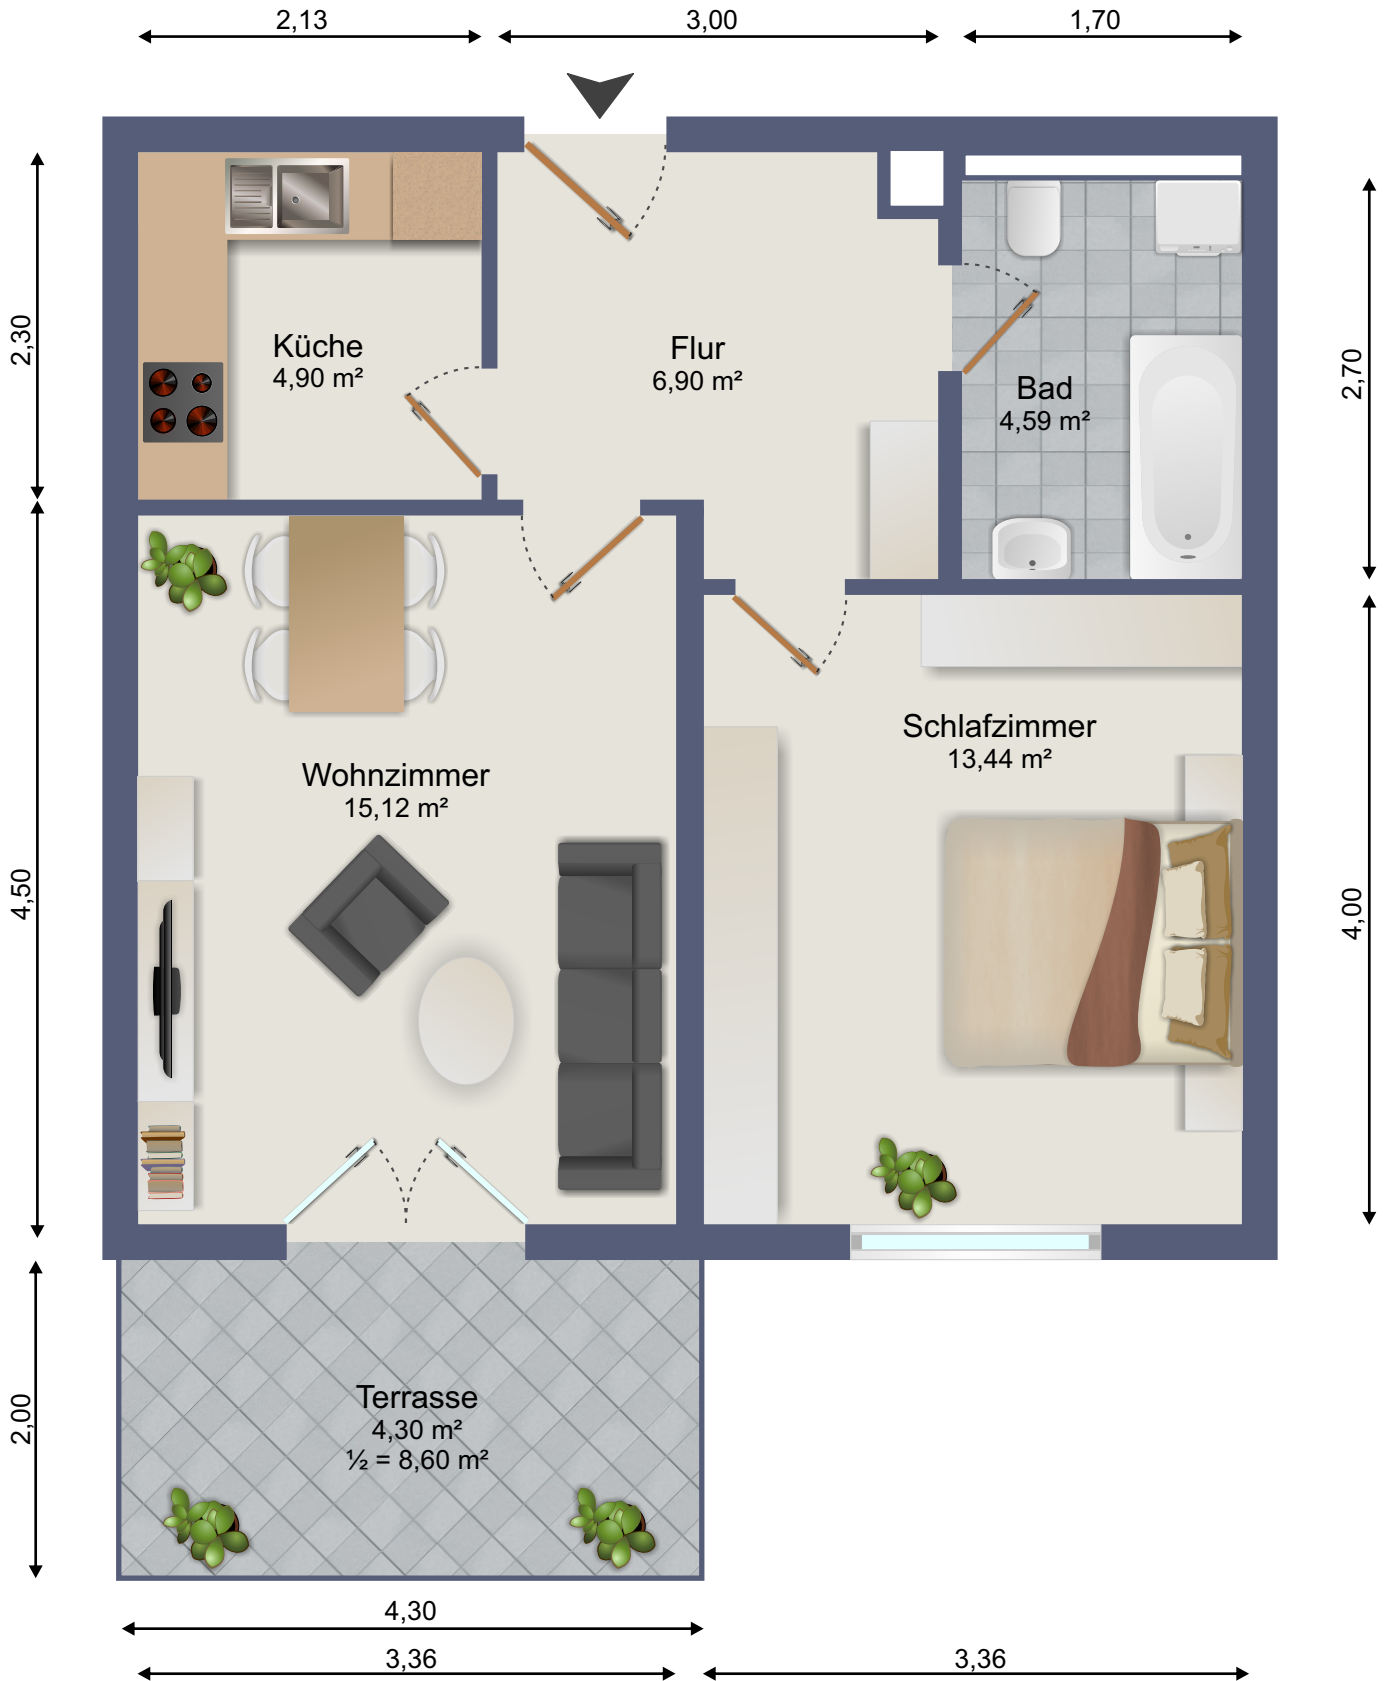 2,13
3,00
1,70
2,30
Küche
4,90 m²
Flur
6,90 m²
Bad
4,59 m²
2,70
4,50
Wohnzimmer
15,12 m²
Schlafzimmer
13,44 m²
4,00
2,00
Terrasse
4,30 m²
½ = 8,60 m²
4,30
3,36
3,36